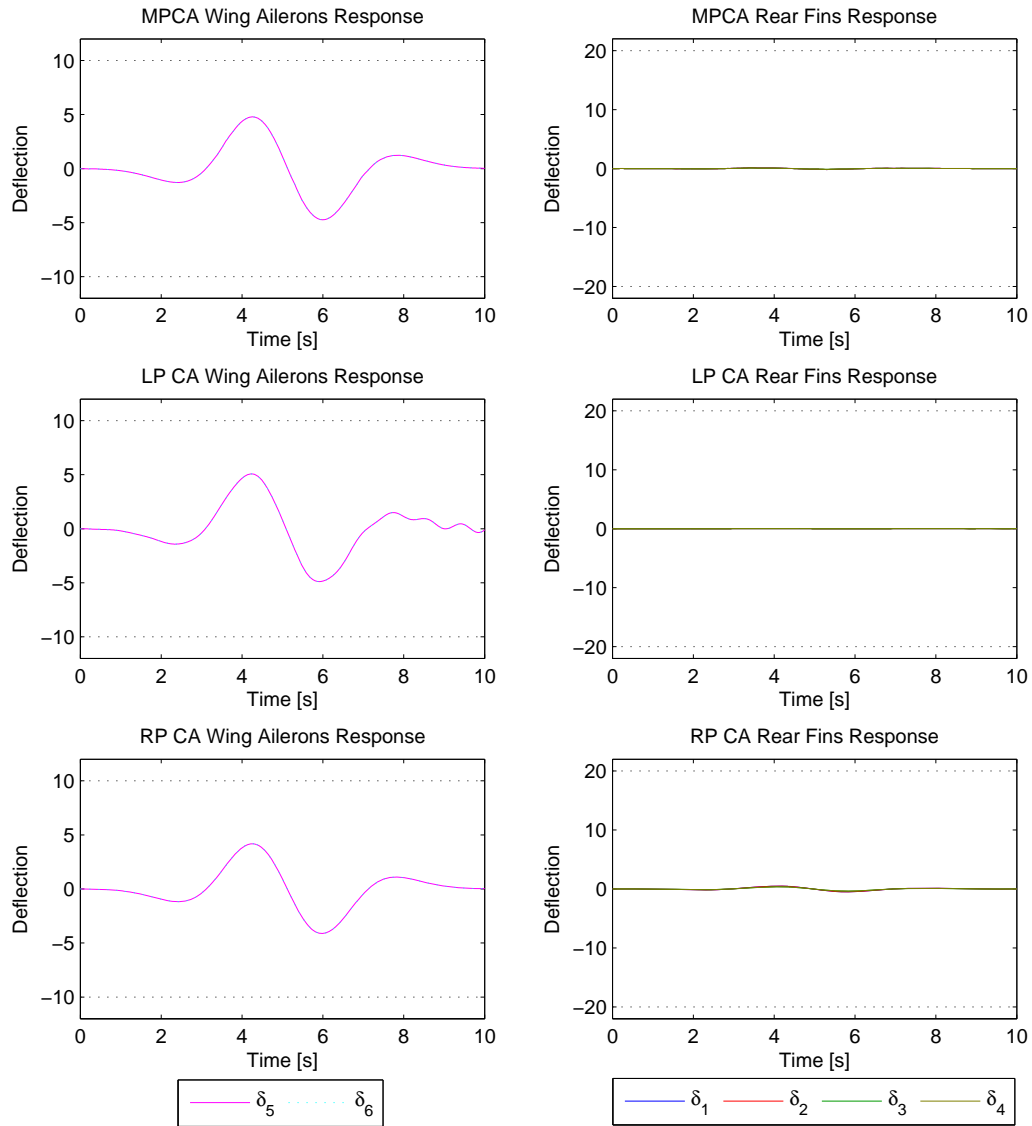 MPCA Wing Ailerons Response
10
5
0
−5
−10
Deflection
0 2 4 6 8 10
Time [s]
MPCA Rear Fins Response
20
10
0
−10
−20
Deflection
0 2 4 6 8 10
Time [s]
LP CA Wing Ailerons Response
10
5
0
−5
−10
Deflection
0 2 4 6 8 10
Time [s]
LP CA Rear Fins Response
20
10
0
−10
−20
Deflection
0 2 4 6 8 10
Time [s]
RP CA Wing Ailerons Response
10
5
0
−5
−10
Deflection
0 2 4 6 8 10
Time [s]
RP CA Rear Fins Response
20
10
0
−10
−20
Deflection
0 2 4 6 8 10
Time [s]
δ5 δ6
δ1 δ2 δ3 δ4